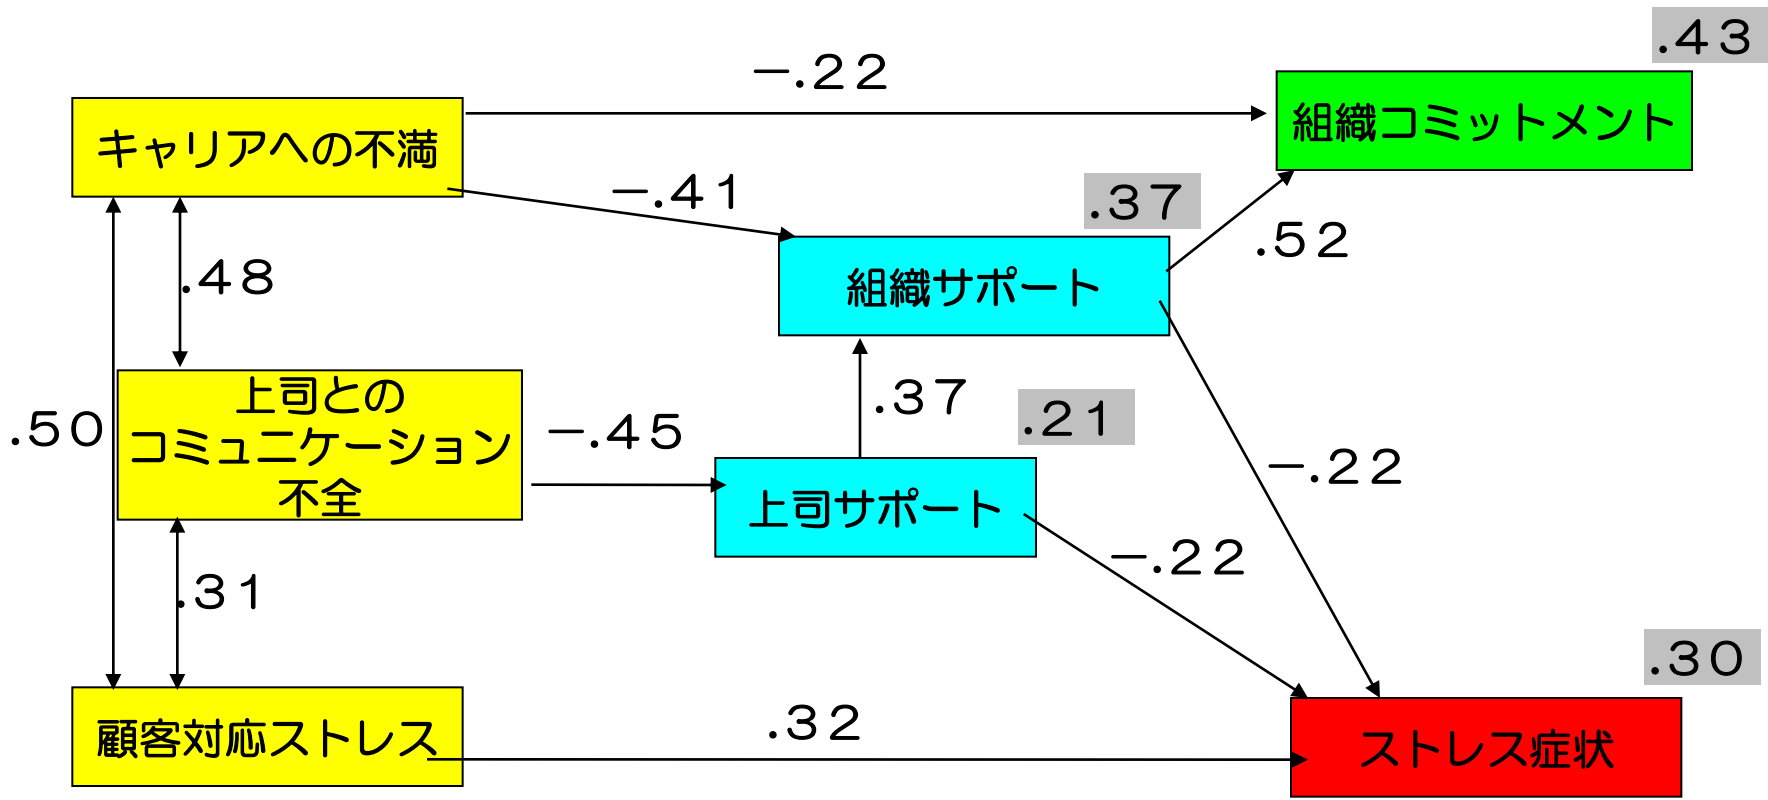 .43
-.22
組織コミットメント
キャリアへの不満
-.41
.37
.52
.48
組織サポート
上司との
コミュニケーション
不全
.37
.21
.50
-.45
-.22
上司サポート
-.22
.31
.30
顧客対応ストレス
.32
ストレス症状